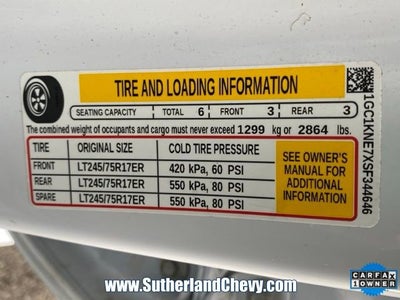 TIRE AND LOADING INFORMATION
SEATING CAPACITY TOTAL 6 FRONT 3 REAR 3
The combined weight of occupants and cargo must never exceed 1299 kg or 2864 lbs.
TIRE ORIGINAL SIZE COLD TIRE PRESSURE
FRONT LT245/75R17ER 420 kPa, 60 PSI
REAR LT245/75R17ER 550 kPa, 80 PSI
SPARE LT245/75R17ER 550 kPa, 80 PSI
SEE OWNER'S
MANUAL FOR
ADDITIONAL
INFORMATION
1GC1KNE7XSF344646
www.SutherlandChevy.com
CARFAX
1 OWNER